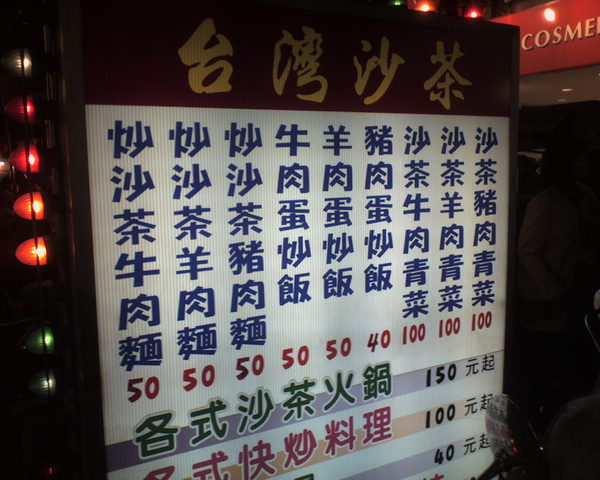 台灣沙茶
COSME
炒沙茶牛肉麵 50
炒沙茶羊肉麵 50
炒沙茶豬肉麵 50
牛肉蛋炒飯 50
羊肉蛋炒飯 50
豬肉蛋炒飯 40
沙茶牛肉青菜 100
沙茶羊肉青菜 100
沙茶豬肉青菜 100
各式沙茶火鍋 150 元起
各式快炒料理 100 元起
40 元起